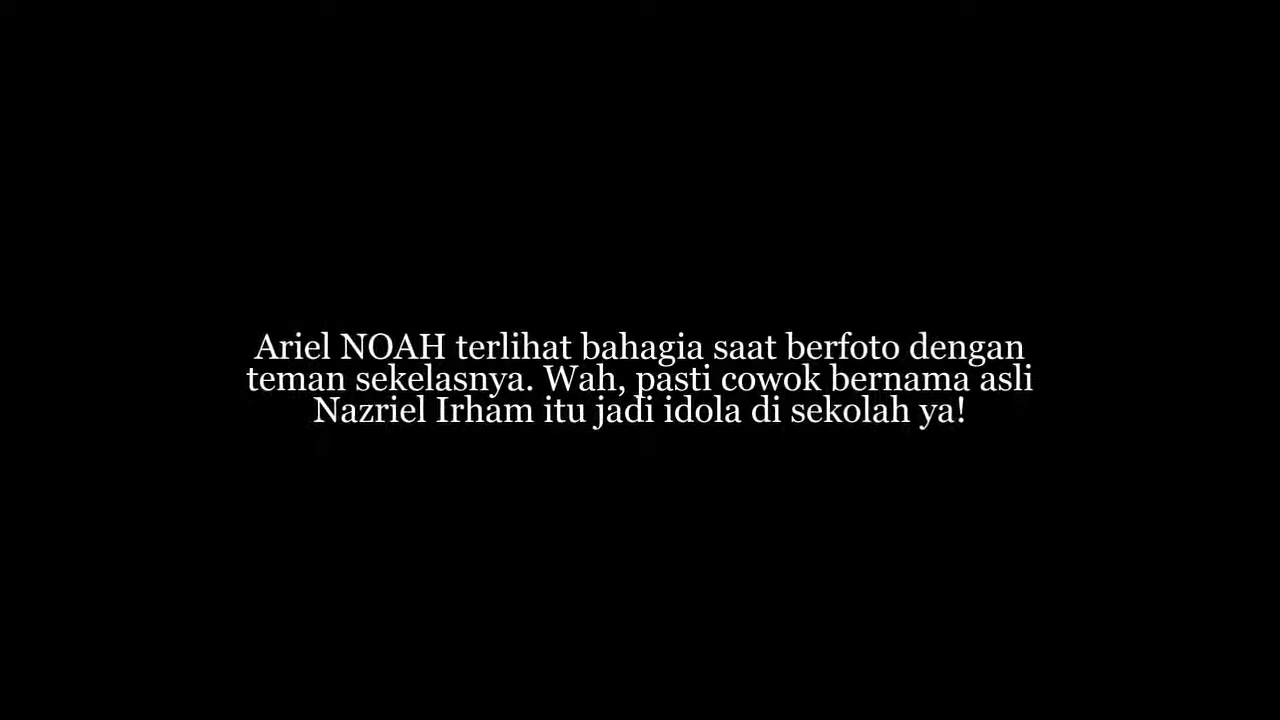 Ariel NOAH terlihat bahagia saat berfoto dengan
teman sekelasnya. Wah, pasti cowok bernama asli
Nazriel Irham itu jadi idola di sekolah ya!